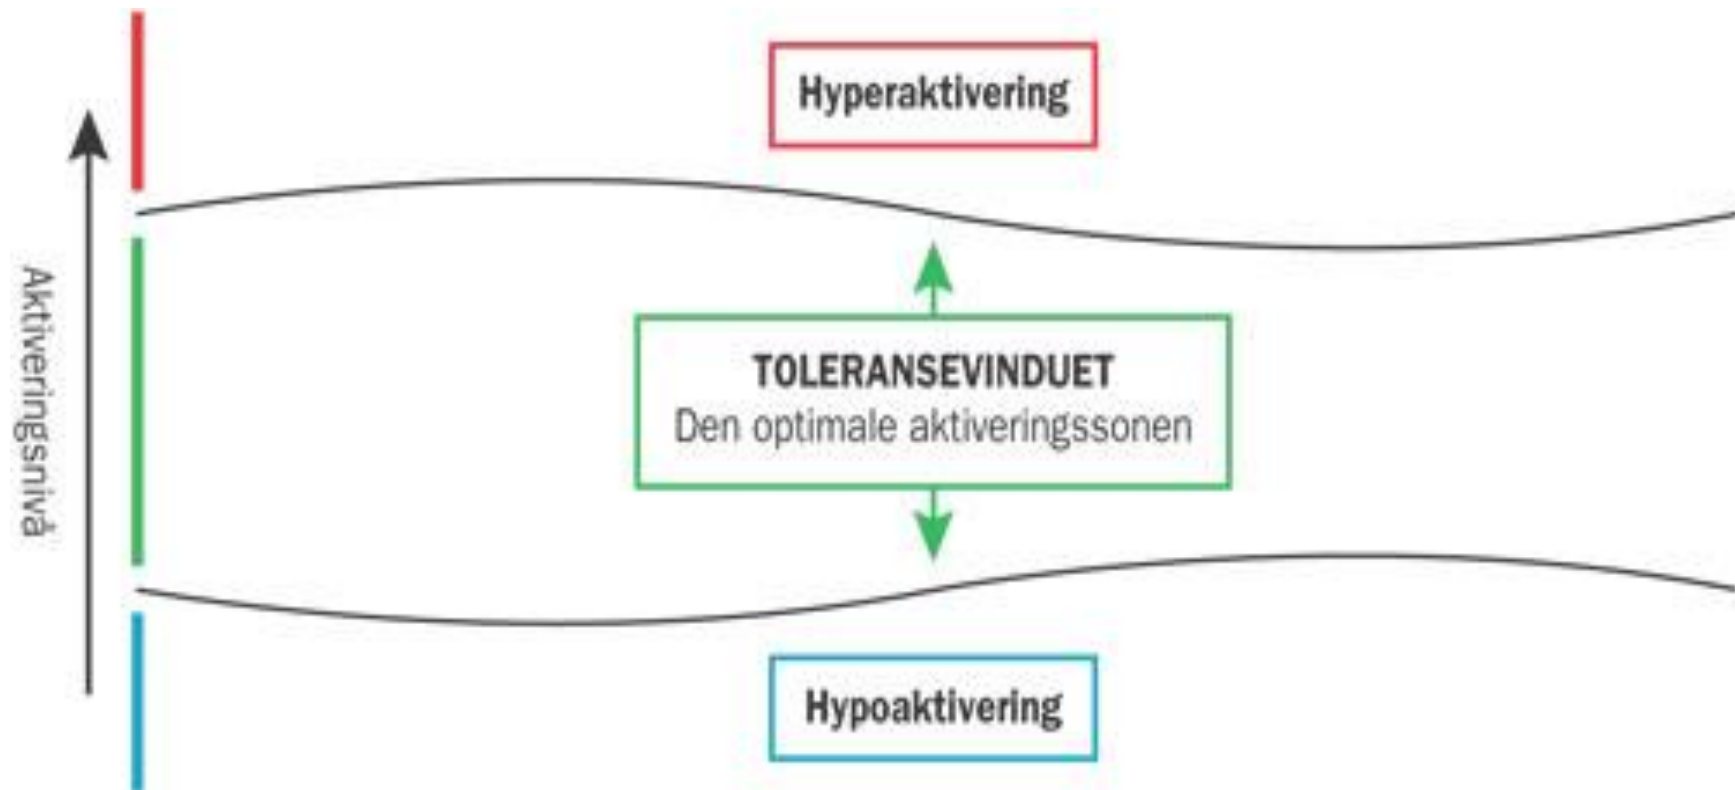 Hyperaktivering
Aktiveringsnivå
TOLERANSEVINDUET
Den optimale aktiveringssonen
Hypoaktivering